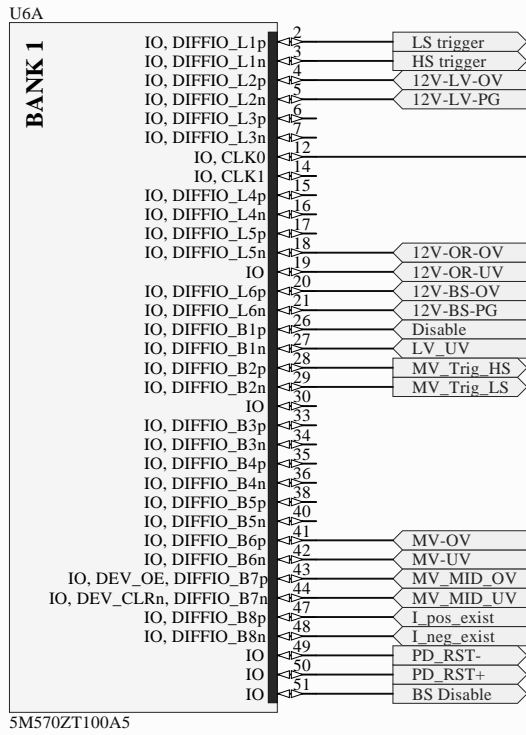 U6A
BANK 1
IO, DIFFIO_L1p 2 LS trigger
IO, DIFFIO_L1n 3 HS trigger
IO, DIFFIO_L2p 4 12V-LV-OV
IO, DIFFIO_L2n 5 12V-LV-PG
IO, DIFFIO_L3p 6
IO, DIFFIO_L3n 7
IO, CLK0 12
IO, CLK1 14
IO, DIFFIO_L4p 15
IO, DIFFIO_L4n 16
IO, DIFFIO_L5p 17
IO, DIFFIO_L5n 18 12V-OR-OV
IO 19 12V-OR-UV
IO, DIFFIO_L6p 20 12V-BS-OV
IO, DIFFIO_L6n 21 12V-BS-PG
IO, DIFFIO_B1p 26 Disable
IO, DIFFIO_B1n 27 LV_UV
IO, DIFFIO_B2p 28 MV_Trig_HS
IO, DIFFIO_B2n 29 MV_Trig_LS
IO 30
IO, DIFFIO_B3p 33
IO, DIFFIO_B3n 34
IO, DIFFIO_B4p 35
IO, DIFFIO_B4n 36
IO, DIFFIO_B5p 38
IO, DIFFIO_B5n 40
IO, DIFFIO_B6p 41 MV-OV
IO, DIFFIO_B6n 42 MV-UV
IO, DEV_OE, DIFFIO_B7p 43 MV_MID_OV
IO, DEV_CLRn, DIFFIO_B7n 44 MV_MID_UV
IO, DIFFIO_B8p 47 I_pos_exist
IO, DIFFIO_B8n 48 I_neg_exist
IO 49 PD_RST-
IO 50 PD_RST+
IO 51 BS Disable
5M570ZT100A5